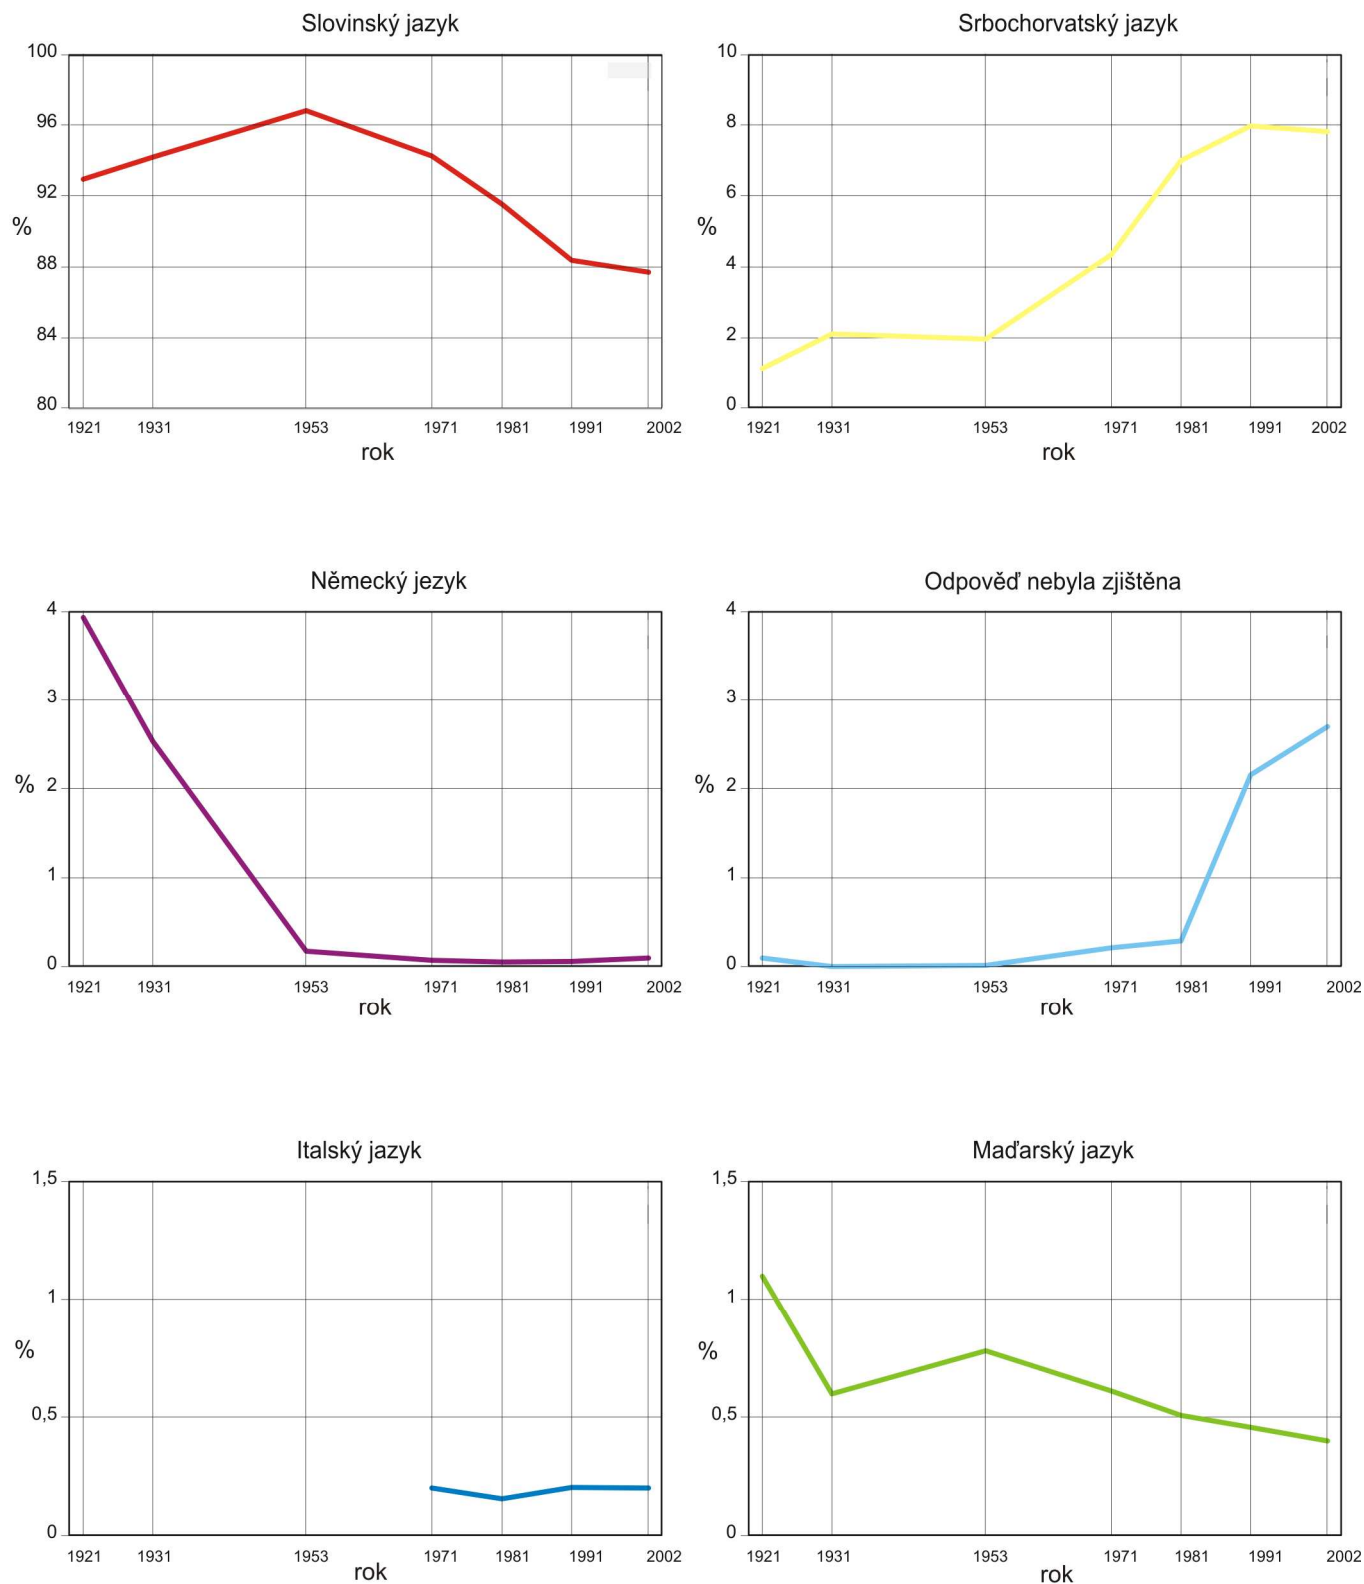 Slovinský jazyk
100
96
92
%
88
84
80
1921 1931 1953 1971 1981 1991 2002
rok
Srbochorvatský jazyk
10
8
6
%
4
2
0
1921 1931 1953 1971 1981 1991 2002
rok
Německý jezyk
4
3
% 2
1
0
1921 1931 1953 1971 1981 1991 2002
rok
Odpověď nebyla zjištěna
4
3
% 2
1
0
1921 1931 1953 1971 1981 1991 2002
rok
Italský jazyk
1,5
1
%
0,5
0
1921 1931 1953 1971 1981 1991 2002
rok
Maďarský jazyk
1,5
1
%
0,5
0
1921 1931 1953 1971 1981 1991 2002
rok